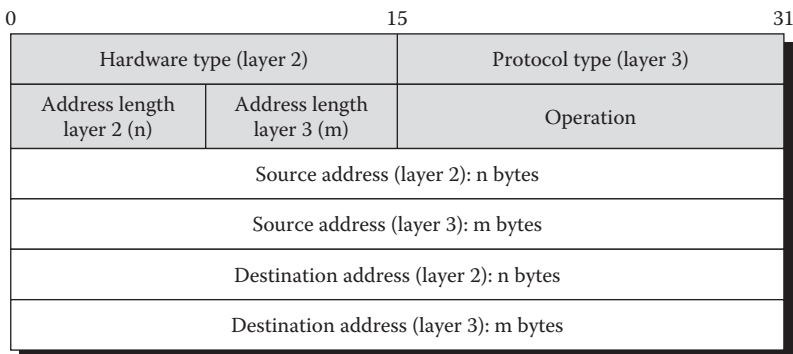 0 15 31
Hardware type (layer 2) Protocol type (layer 3)
Address length Address length
layer 2 (n) layer 3 (m) Operation
Source address (layer 2): n bytes
Source address (layer 3): m bytes
Destination address (layer 2): n bytes
Destination address (layer 3): m bytes